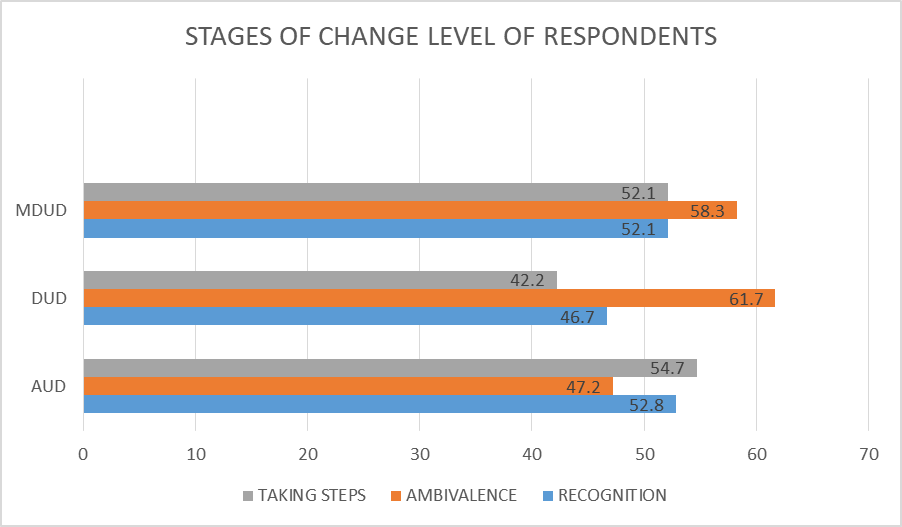 STAGES OF CHANGE LEVEL OF RESPONDENTS
MDUD
52.1
58.3
52.1
DUD
42.2
61.7
46.7
AUD
54.7
47.2
52.8
0 10 20 30 40 50 60 70
TAKING STEPS AMBIVALENCE RECOGNITION